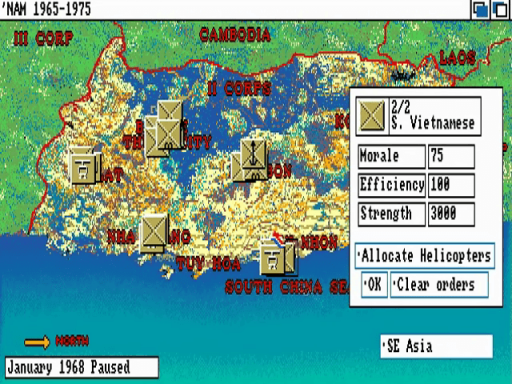 'NAM 1965-1975
III CORP
CAMBODIA
LAOS
II CORPS
2/2
S. Vietnamese
Morale 75
Efficiency 100
Strength 3000
·Allocate Helicopters
·OK ·Clear orders
TUY HOA
SOUTH CHINA SEA
NORTH
·SE Asia
January 1968 Paused